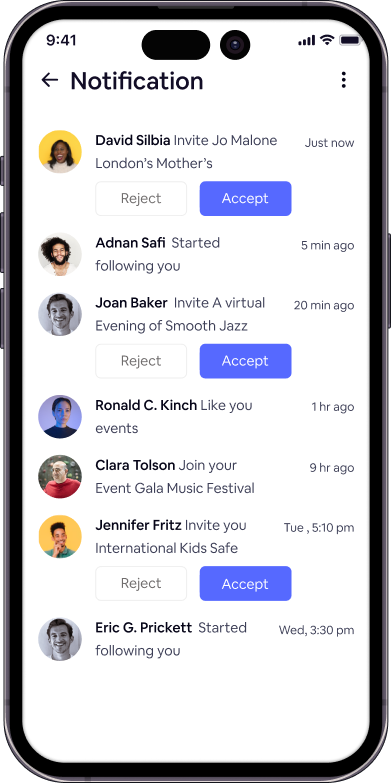 9:41
Notification
David Silbia Invite Jo Malone Just now
London’s Mother’s
Reject Accept
Adnan Safi Started 5 min ago
following you
Joan Baker Invite A virtual 20 min ago
Evening of Smooth Jazz
Reject Accept
Ronald C. Kinch Like you 1 hr ago
events
Clara Tolson Join your 9 hr ago
Event Gala Music Festival
Jennifer Fritz Invite you Tue , 5:10 pm
International Kids Safe
Reject Accept
Eric G. Prickett Started Wed, 3:30 pm
following you